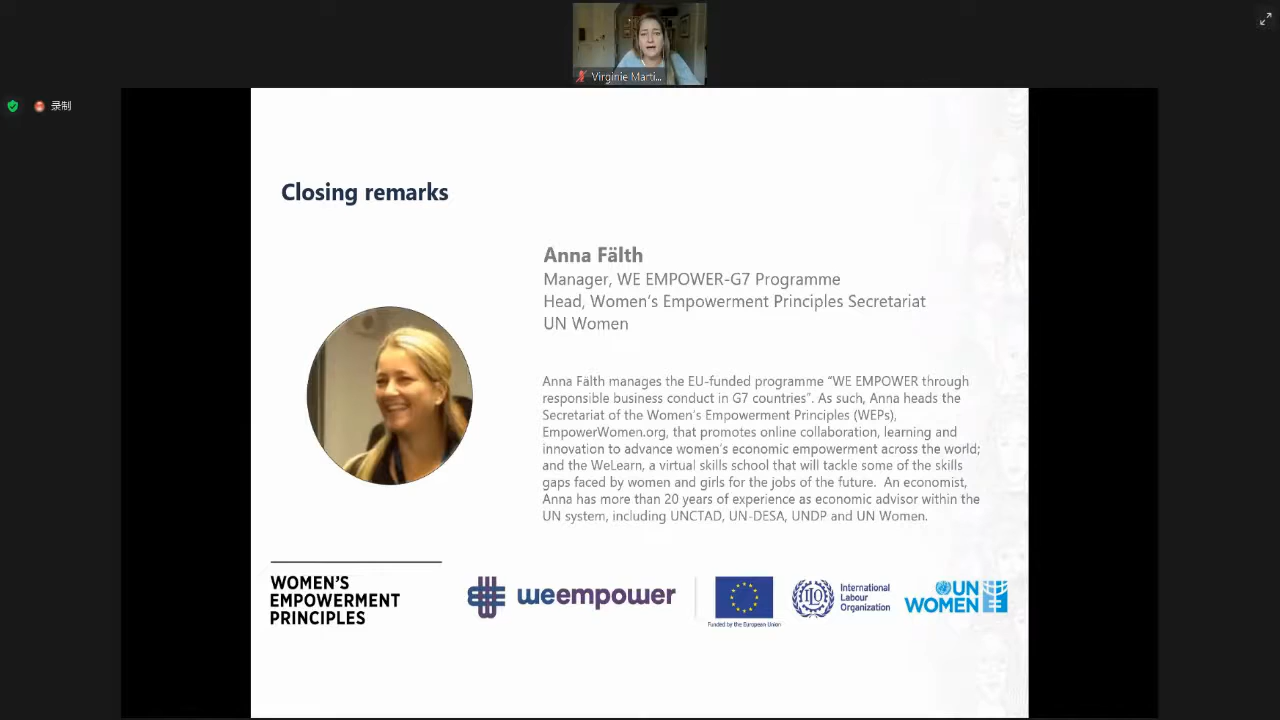 Virginie Marti...
录制
Closing remarks
Anna Fälth
Manager, WE EMPOWER-G7 Programme
Head, Women's Empowerment Principles Secretariat
UN Women
Anna Fälth manages the EU-funded programme “WE EMPOWER through
responsible business conduct in G7 countries”. As such, Anna heads the
Secretariat of the Women's Empowerment Principles (WEPs),
EmpowerWomen.org, that promotes online collaboration, learning and
innovation to advance women's economic empowerment across the world;
and the WeLearn, a virtual skills school that will tackle some of the skills
gaps faced by women and girls for the jobs of the future. An economist,
Anna has more than 20 years of experience as economic advisor within the
UN system, including UNCTAD, UN-DESA, UNDP and UN Women.
WOMEN'S
EMPOWERMENT
PRINCIPLES
weempower
Funded by the European Union
ILO
International
Labour
Organization
UN
WOMEN